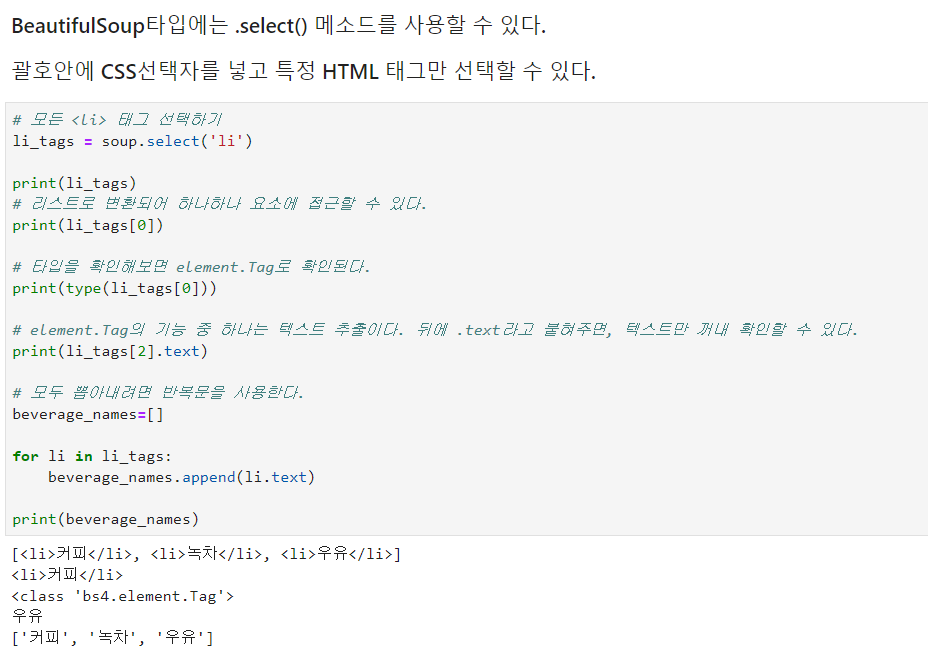 BeautifulSoup타입에는 .select() 메소드를 사용할 수 있다.
괄호안에 CSS선택자를 넣고 특정 HTML 태그만 선택할 수 있다.
# 모든 <li> 태그 선택하기
li_tags = soup.select('li')
print(li_tags)
# 리스트로 변환되어 하나하나 요소에 접근할 수 있다.
print(li_tags[0])
# 타입을 확인해보면 element.Tag로 확인된다.
print(type(li_tags[0]))
# element.Tag의 기능 중 하나는 텍스트 추출이다. 뒤에 .text라고 붙혀주면, 텍스트만 꺼내 확인할 수 있다.
print(li_tags[2].text)
# 모두 뽑아내려면 반복문을 사용한다.
beverage_names=[]
for li in li_tags:
    beverage_names.append(li.text)
print(beverage_names)
[<li>커피</li>, <li>녹차</li>, <li>우유</li>]
<li>커피</li>
<class 'bs4.element.Tag'>
우유
['커피', '녹차', '우유']